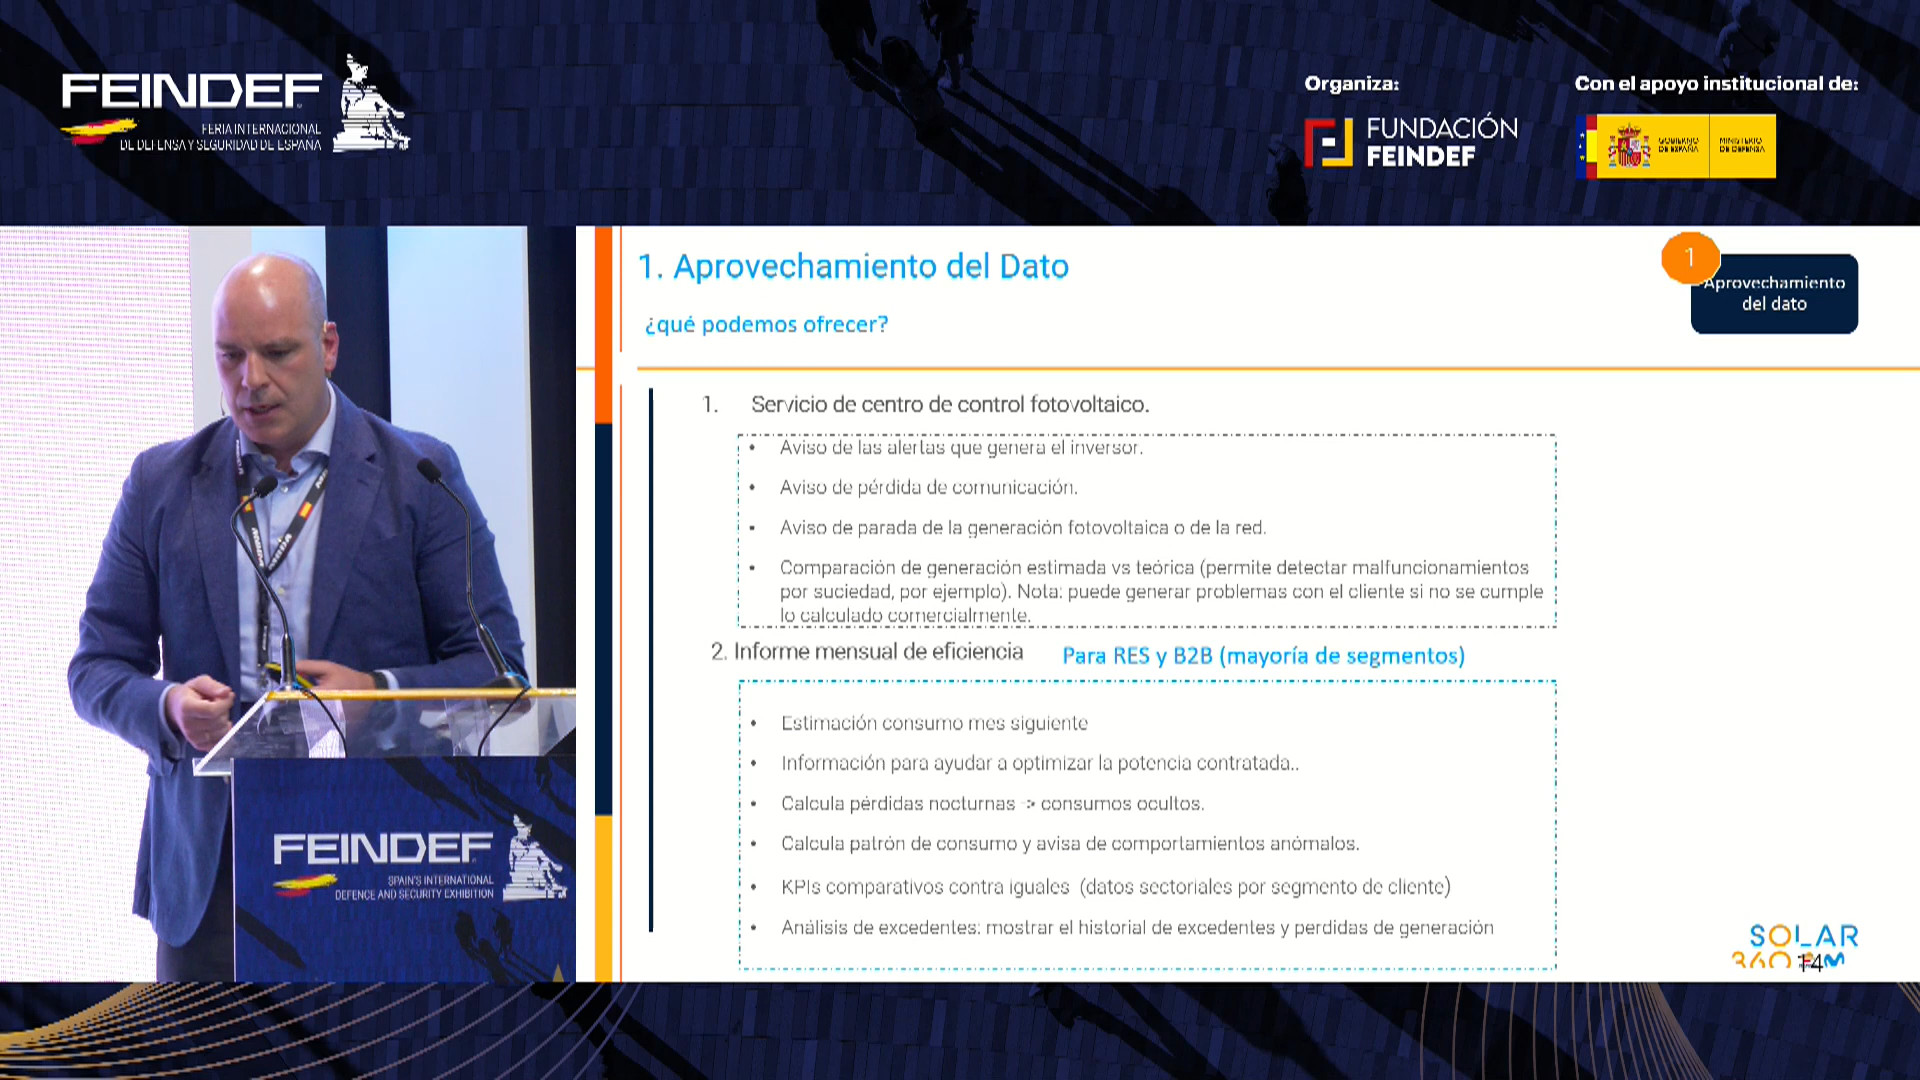 FEINDEF
FERIA INTERNACIONAL
DE DEFENSA Y SEGURIDAD DE ESPAÑA
Organiza:
FUNDACIÓN
FEINDEF
Con el apoyo institucional de:
GOBIERNO
DE ESPAÑA
MINISTERIO
DE DEFENSA
1. Aprovechamiento del Dato
¿qué podemos ofrecer?
1
Aprovechamiento
del dato
1. Servicio de centro de control fotovoltaico.
• Aviso de las alertas que genera el inversor.
• Aviso de pérdida de comunicación.
• Aviso de parada de la generación fotovoltaica o de la red.
• Comparación de generación estimada vs teórica (permite detectar malfuncionamientos
por suciedad, por ejemplo). Nota: puede generar problemas con el cliente si no se cumple
lo calculado comercialmente.
2. Informe mensual de eficiencia
Para RES y B2B (mayoría de segmentos)
• Estimación consumo mes siguiente
• Información para ayudar a optimizar la potencia contratada..
• Calcula pérdidas nocturnas -> consumos ocultos.
• Calcula patrón de consumo y avisa de comportamientos anómalos.
• KPIs comparativos contra iguales (datos sectoriales por segmento de cliente)
• Análisis de excedentes: mostrar el historial de excedentes y perdidas de generación
SOLAR
360
14
FEINDEF
SPAIN'S INTERNATIONAL
DEFENCE AND SECURITY EXHIBITION